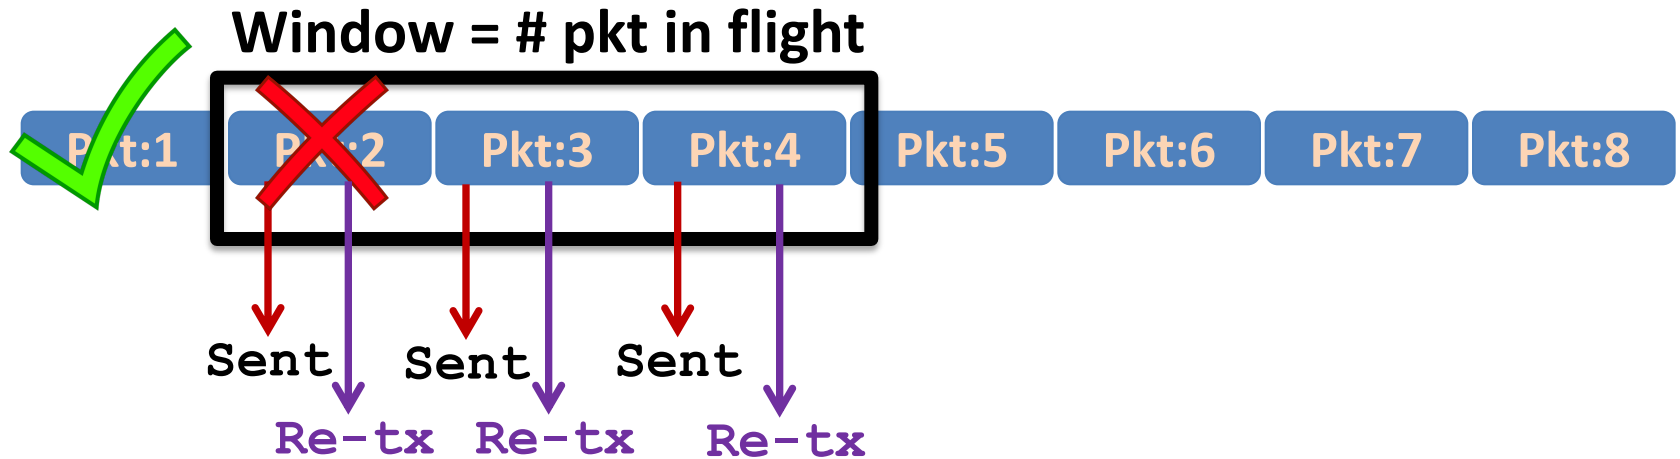 Window = # pkt in flight
Pkt:1 Pkt:2 Pkt:3 Pkt:4 Pkt:5 Pkt:6 Pkt:7 Pkt:8
Sent Sent Sent
Re-tx Re-tx Re-tx